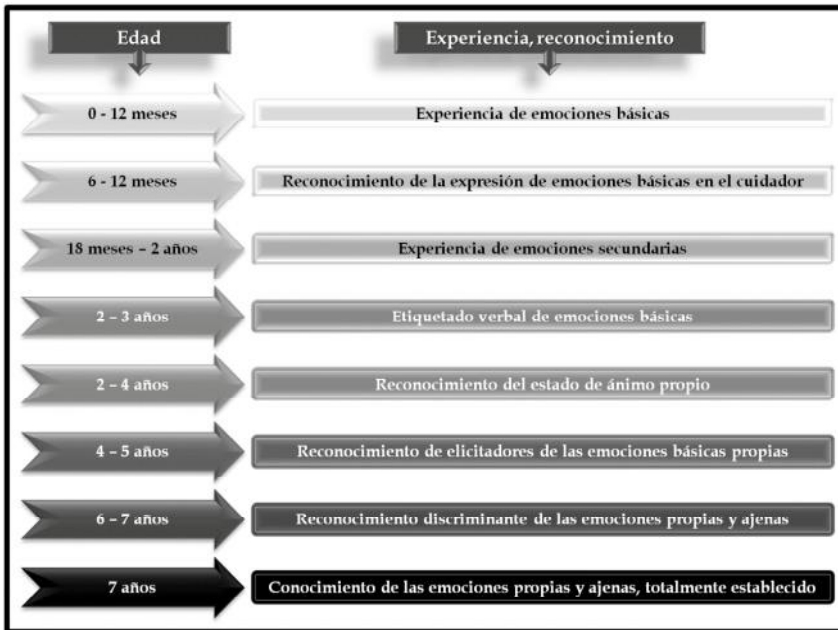 Edad
Experiencia, reconocimiento
0 - 12 meses
Experiencia de emociones básicas
6 - 12 meses
Reconocimiento de la expresión de emociones básicas en el cuidador
18 meses – 2 años
Experiencia de emociones secundarias
2 – 3 años
Etiquetado verbal de emociones básicas
2 – 4 años
Reconocimiento del estado de ánimo propio
4 – 5 años
Reconocimiento de elicitadores de las emociones básicas propias
6 – 7 años
Reconocimiento discriminante de las emociones propias y ajenas
7 años
Conocimiento de las emociones propias y ajenas, totalmente establecido